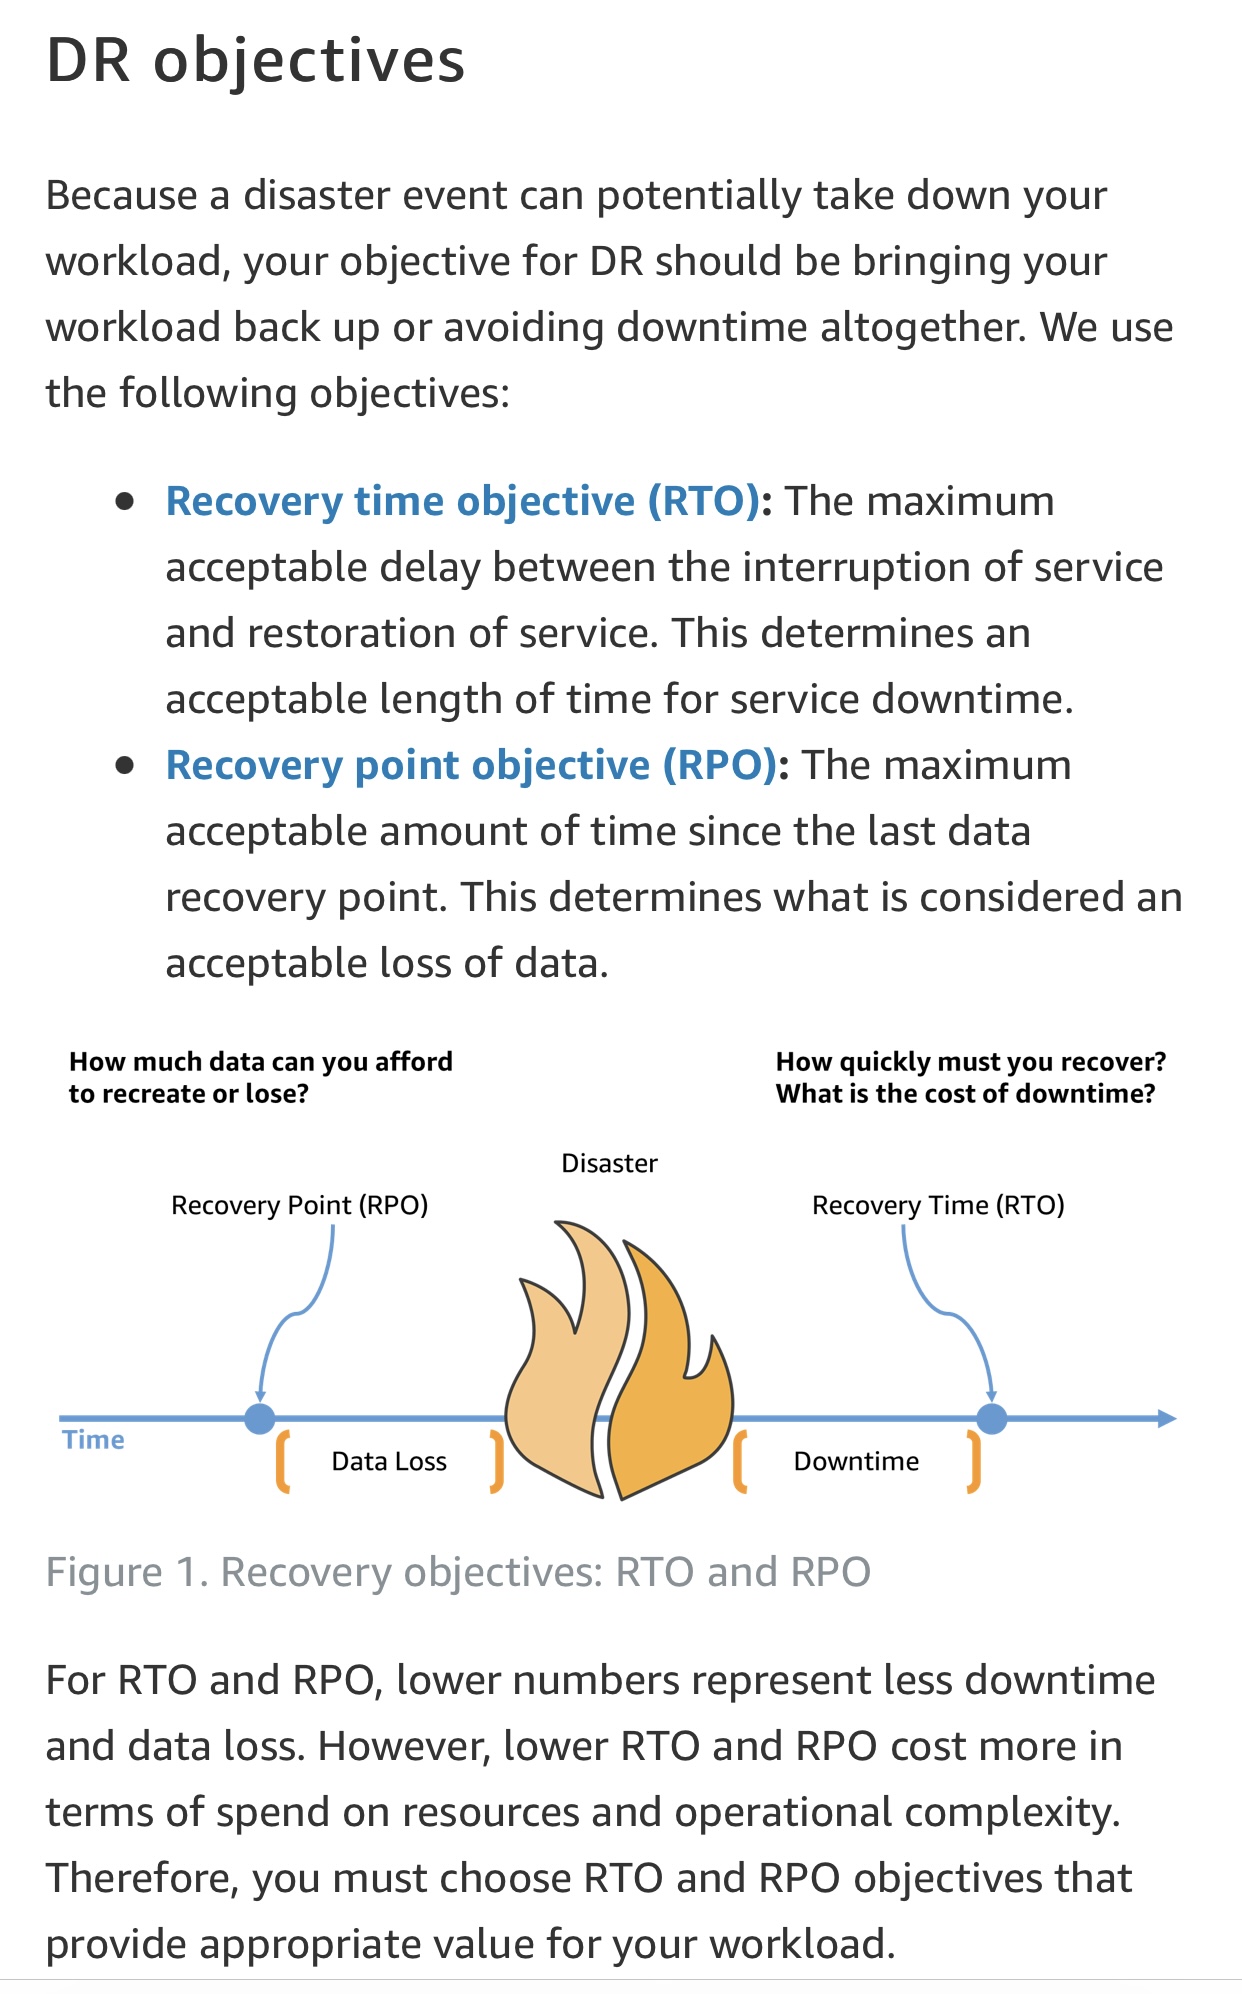 DR objectives
Because a disaster event can potentially take down your
workload, your objective for DR should be bringing your
workload back up or avoiding downtime altogether. We use
the following objectives:
• Recovery time objective (RTO): The maximum
acceptable delay between the interruption of service
and restoration of service. This determines an
acceptable length of time for service downtime.
• Recovery point objective (RPO): The maximum
acceptable amount of time since the last data
recovery point. This determines what is considered an
acceptable loss of data.
How much data can you afford
to recreate or lose?
How quickly must you recover?
What is the cost of downtime?
Disaster
Recovery Point (RPO)
Recovery Time (RTO)
Time
Data Loss
Downtime
Figure 1. Recovery objectives: RTO and RPO
For RTO and RPO, lower numbers represent less downtime
and data loss. However, lower RTO and RPO cost more in
terms of spend on resources and operational complexity.
Therefore, you must choose RTO and RPO objectives that
provide appropriate value for your workload.